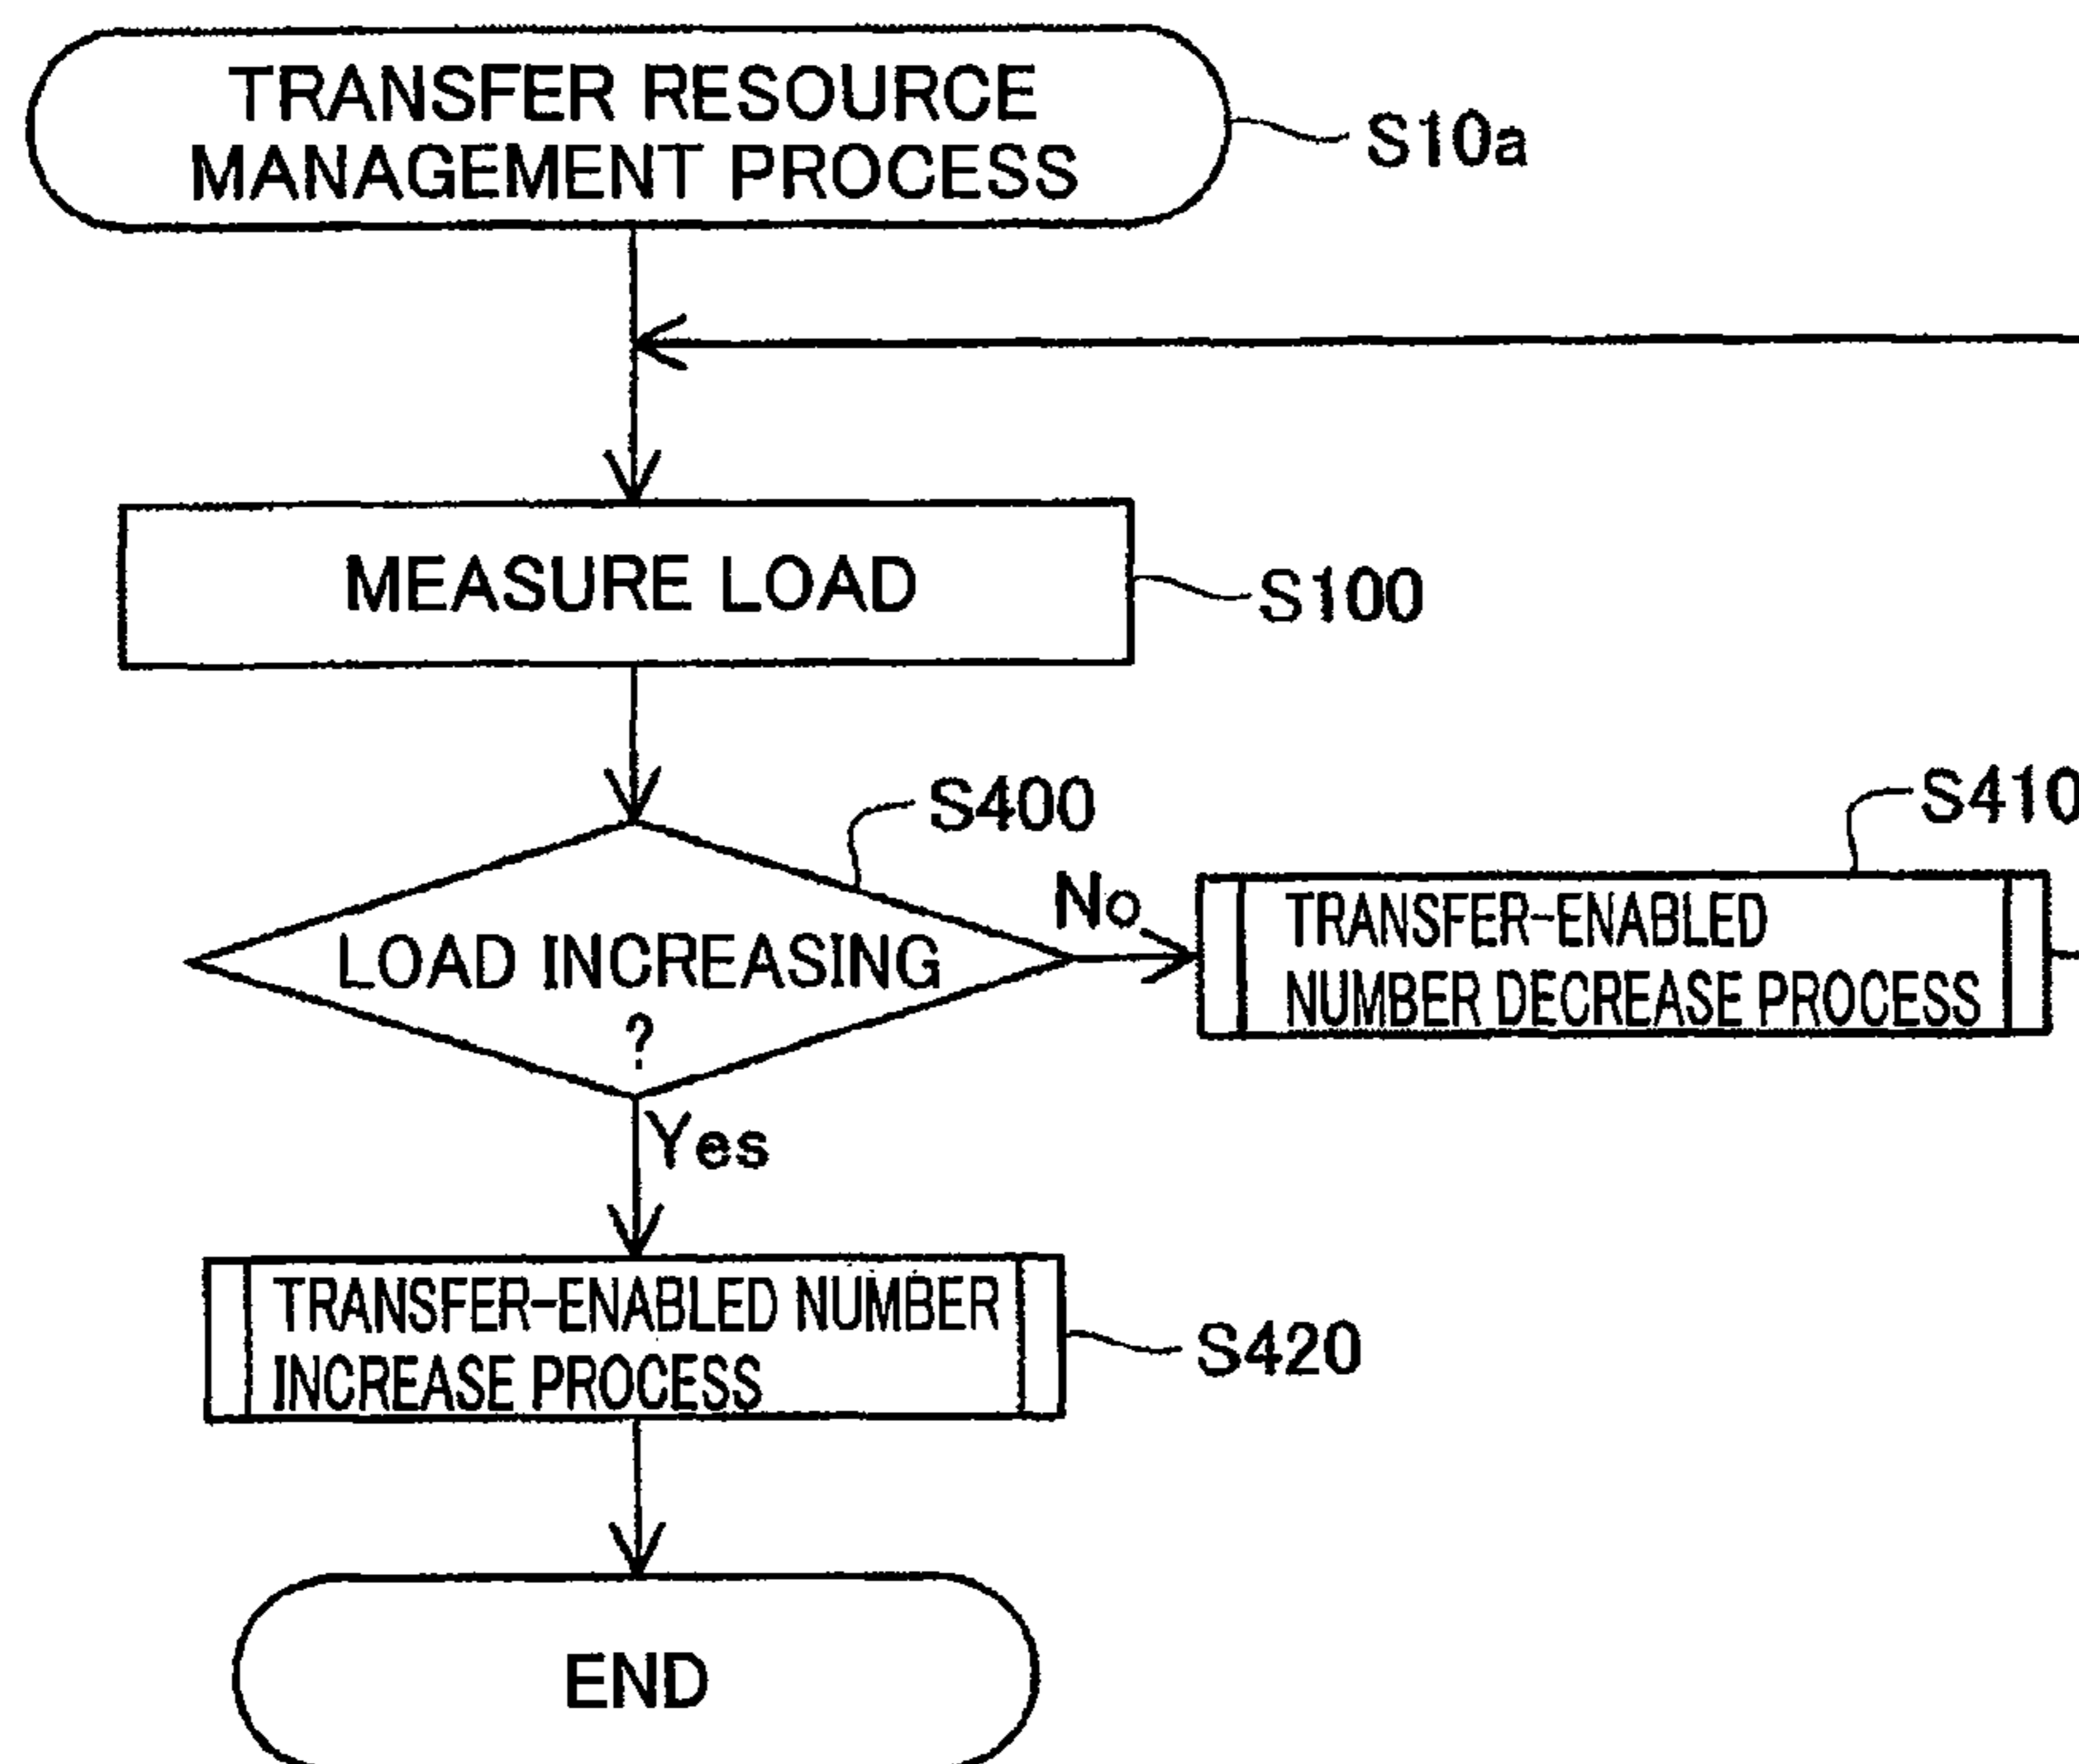 TRANSFER RESOURCE
MANAGEMENT PROCESS
S10a
MEASURE LOAD
S100
S400
LOAD INCREASING
?
No
S410
TRANSFER-ENABLED
NUMBER DECREASE PROCESS
Yes
TRANSFER-ENABLED NUMBER
INCREASE PROCESS
S420
END